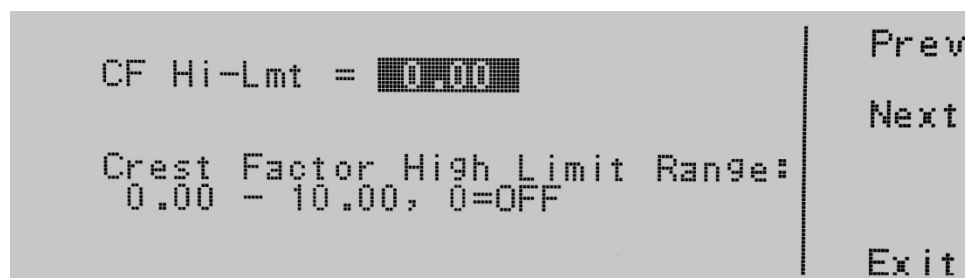 CF Hi-Lmt = 0.00
Crest Factor High Limit Range:
0.00 - 10.00, 0=OFF
Prev
Next
Exit